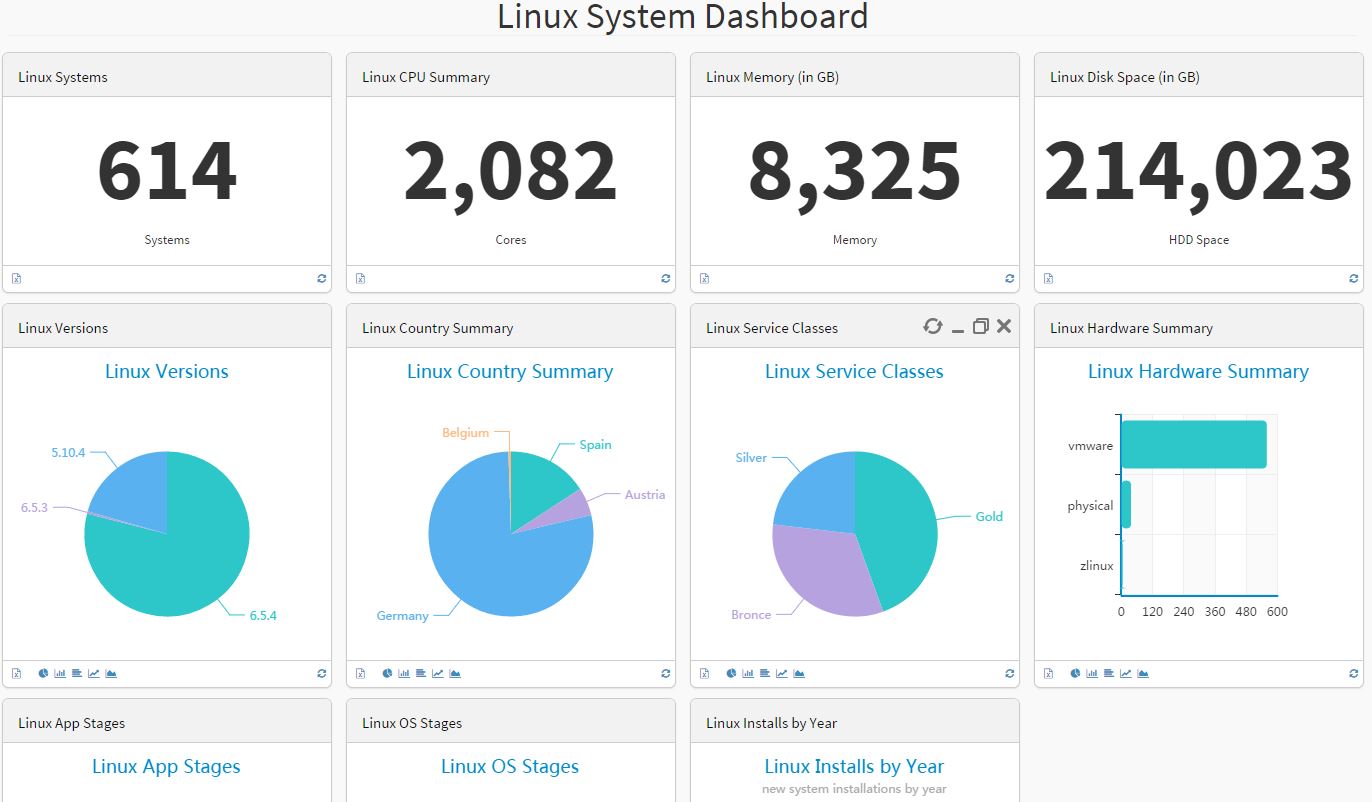 Linux System Dashboard
Linux Systems
614
Systems
Linux CPU Summary
2,082
Cores
Linux Memory (in GB)
8,325
Memory
Linux Disk Space (in GB)
214,023
HDD Space
Linux Versions
Linux Versions
5.10.4
6.5.3
6.5.4
Linux Country Summary
Linux Country Summary
Belgium
Spain
Austria
Germany
Linux Service Classes
Linux Service Classes
Silver
Gold
Bronce
Linux Hardware Summary
Linux Hardware Summary
vmware
physical
zlinux
0 120 240 360 480 600
Linux App Stages
Linux App Stages
Linux OS Stages
Linux OS Stages
Linux Installs by Year
Linux Installs by Year
new system installations by year